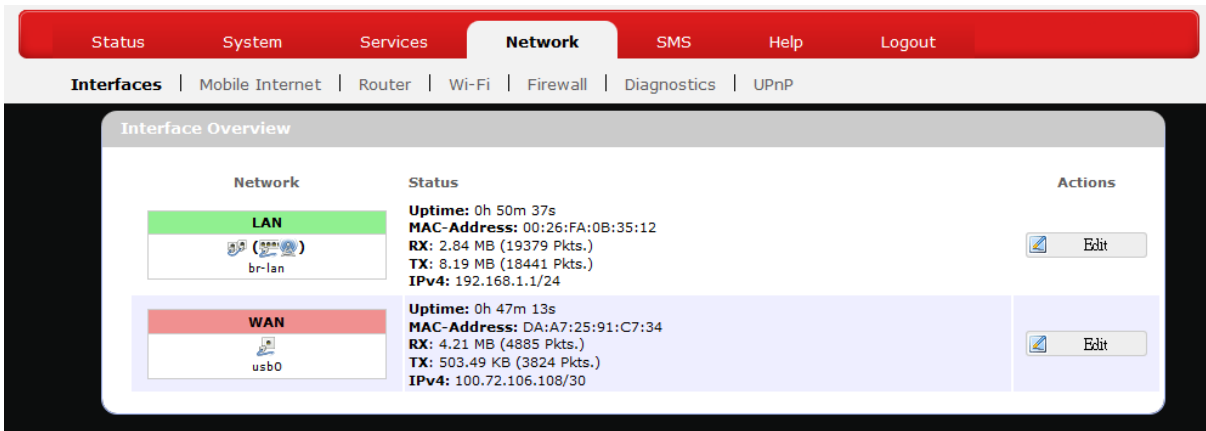 Status System Services Network SMS Help Logout
Interfaces | Mobile Internet | Router | Wi-Fi | Firewall | Diagnostics | UPnP
Interface Overview
Network Status Actions
LAN
( )
br-lan
Uptime: 0h 50m 37s
MAC-Address: 00:26:FA:0B:35:12
RX: 2.84 MB (19379 Pkts.)
TX: 8.19 MB (18441 Pkts.)
IPv4: 192.168.1.1/24
Edit
WAN
usb0
Uptime: 0h 47m 13s
MAC-Address: DA:A7:25:91:C7:34
RX: 4.21 MB (4885 Pkts.)
TX: 503.49 KB (3824 Pkts.)
IPv4: 100.72.106.108/30
Edit